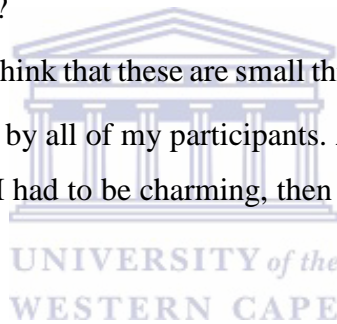 ?
hink that these are small th
by all of my participants.
I had to be charming, then
UNIVERSITY of the
WESTERN CAPE